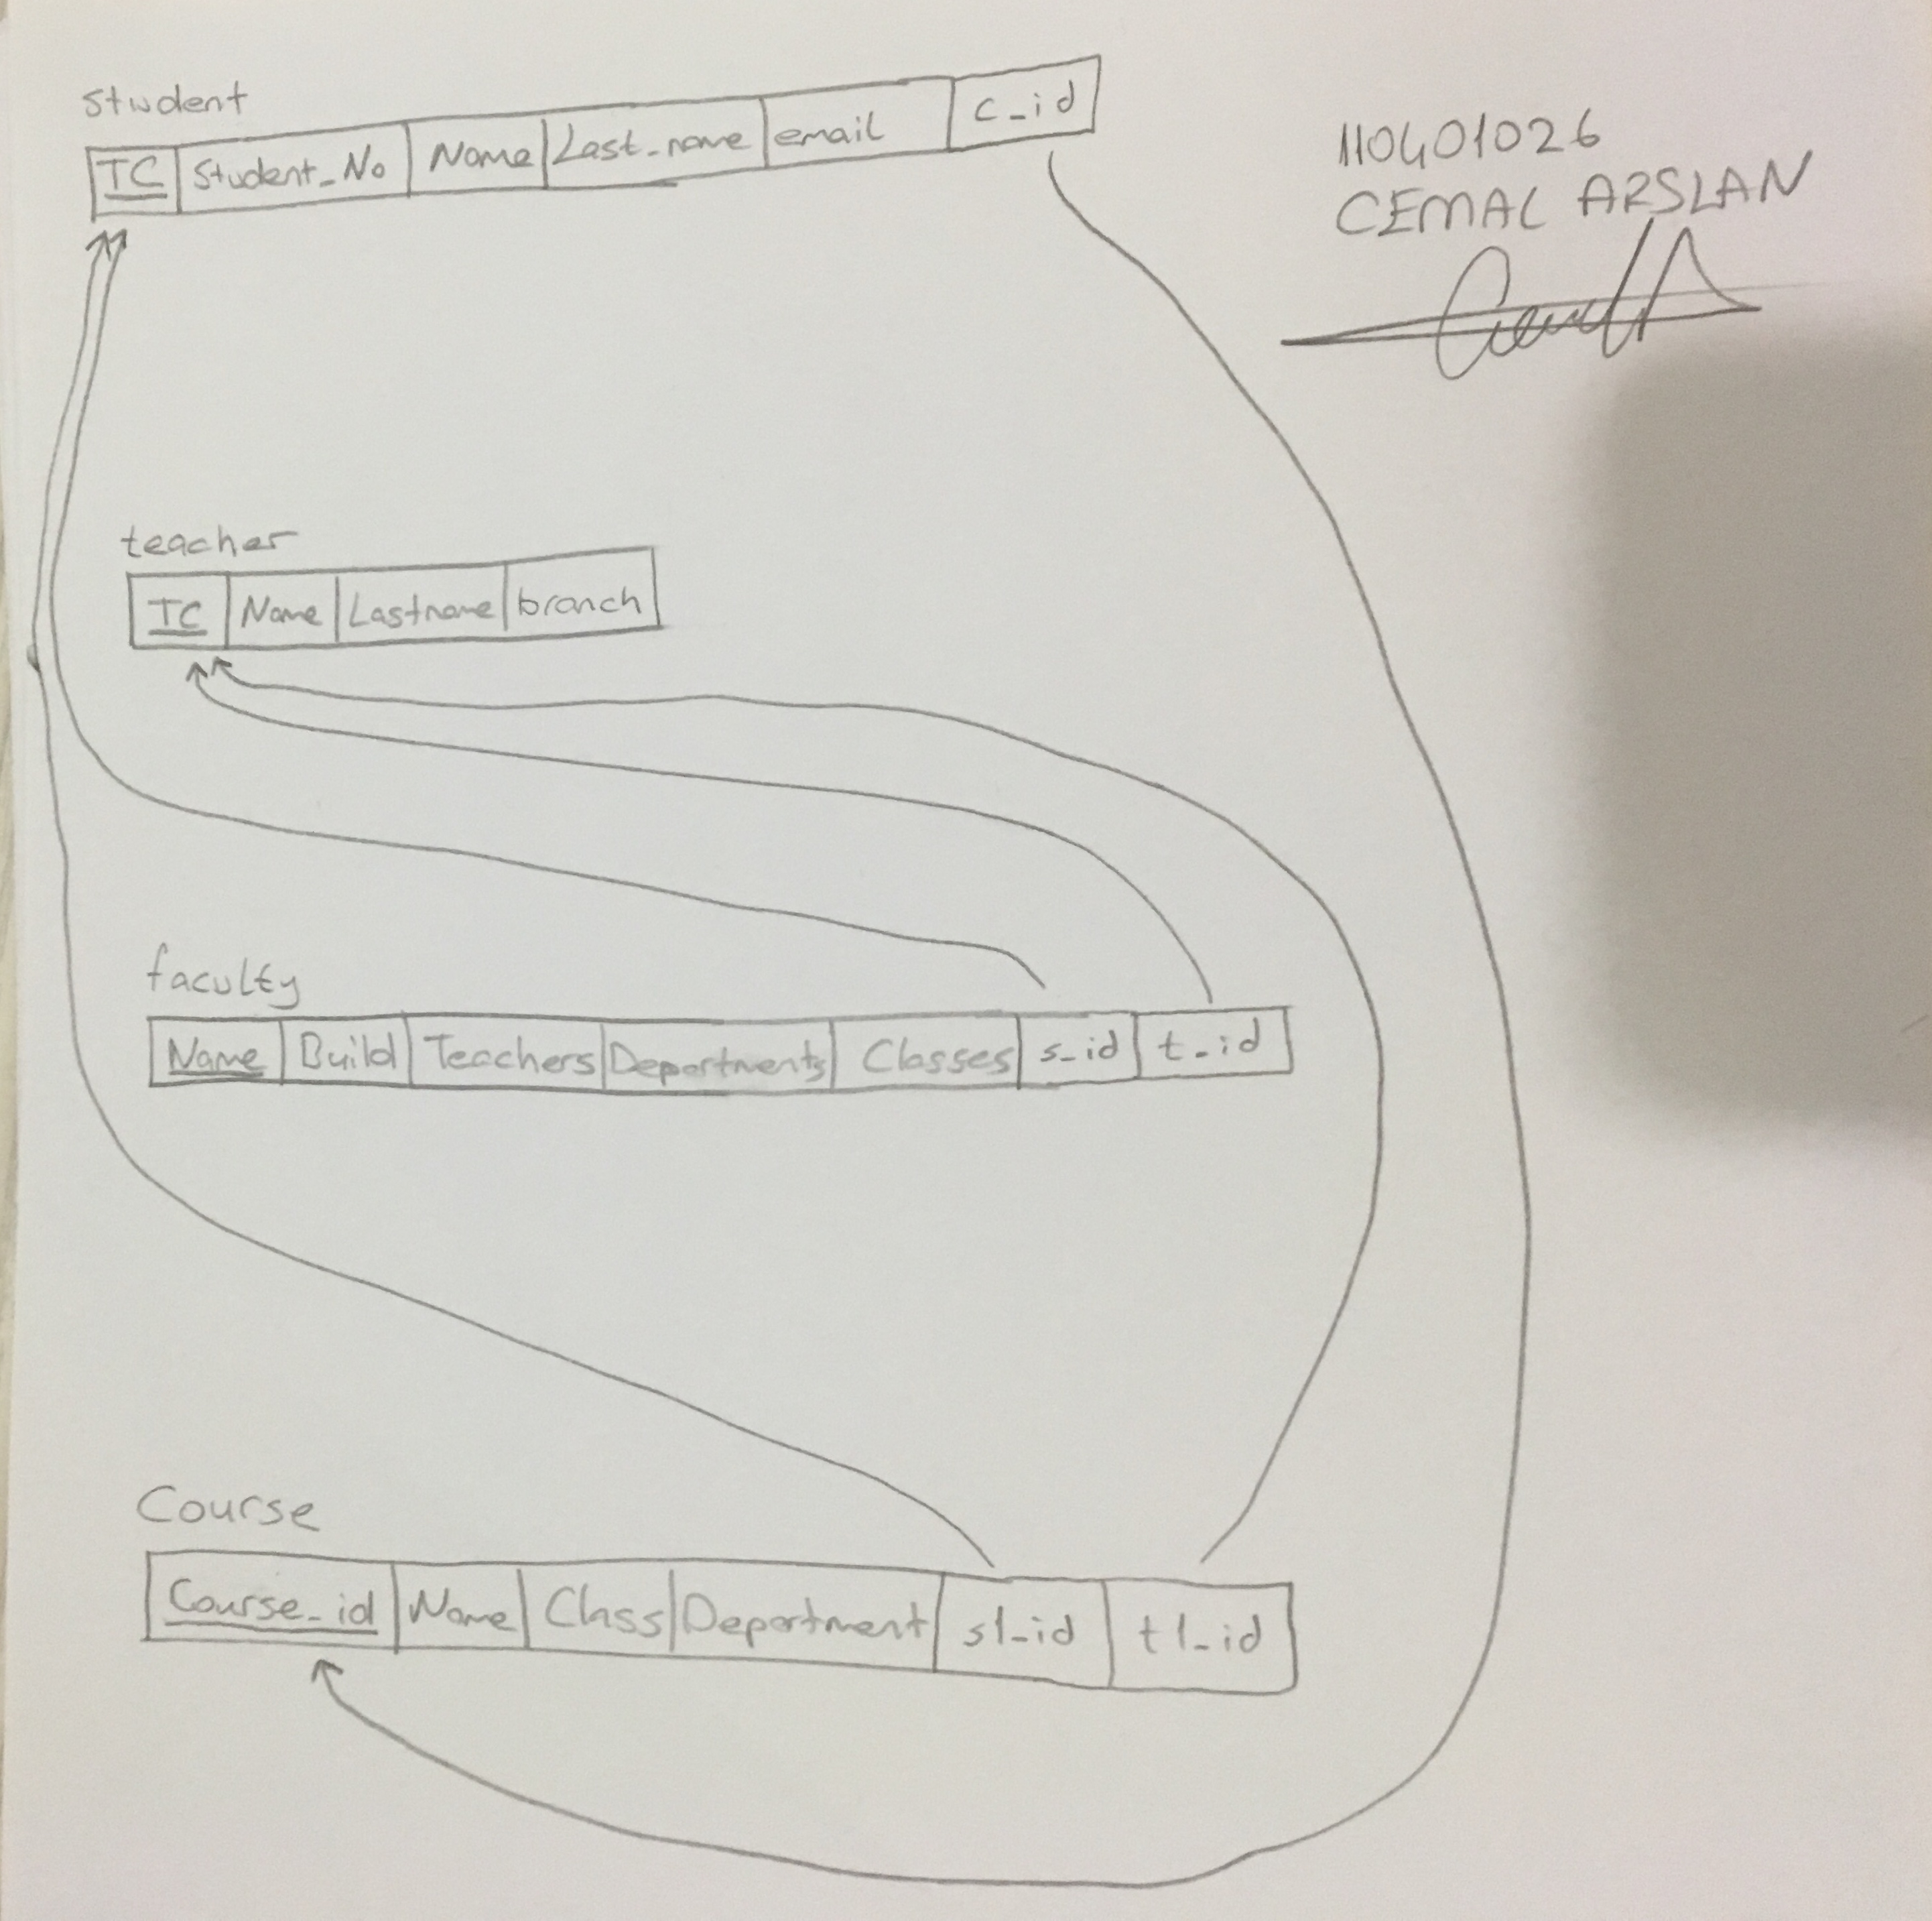 student
TC Student_No Name Last_name email c_id
110401026
CEMAL ARSLAN
teacher
TC Name Lastname branch
faculty
Name Build Teachers Departments Classes s_id t_id
Course
Course_id Name Class Department s1_id t1_id